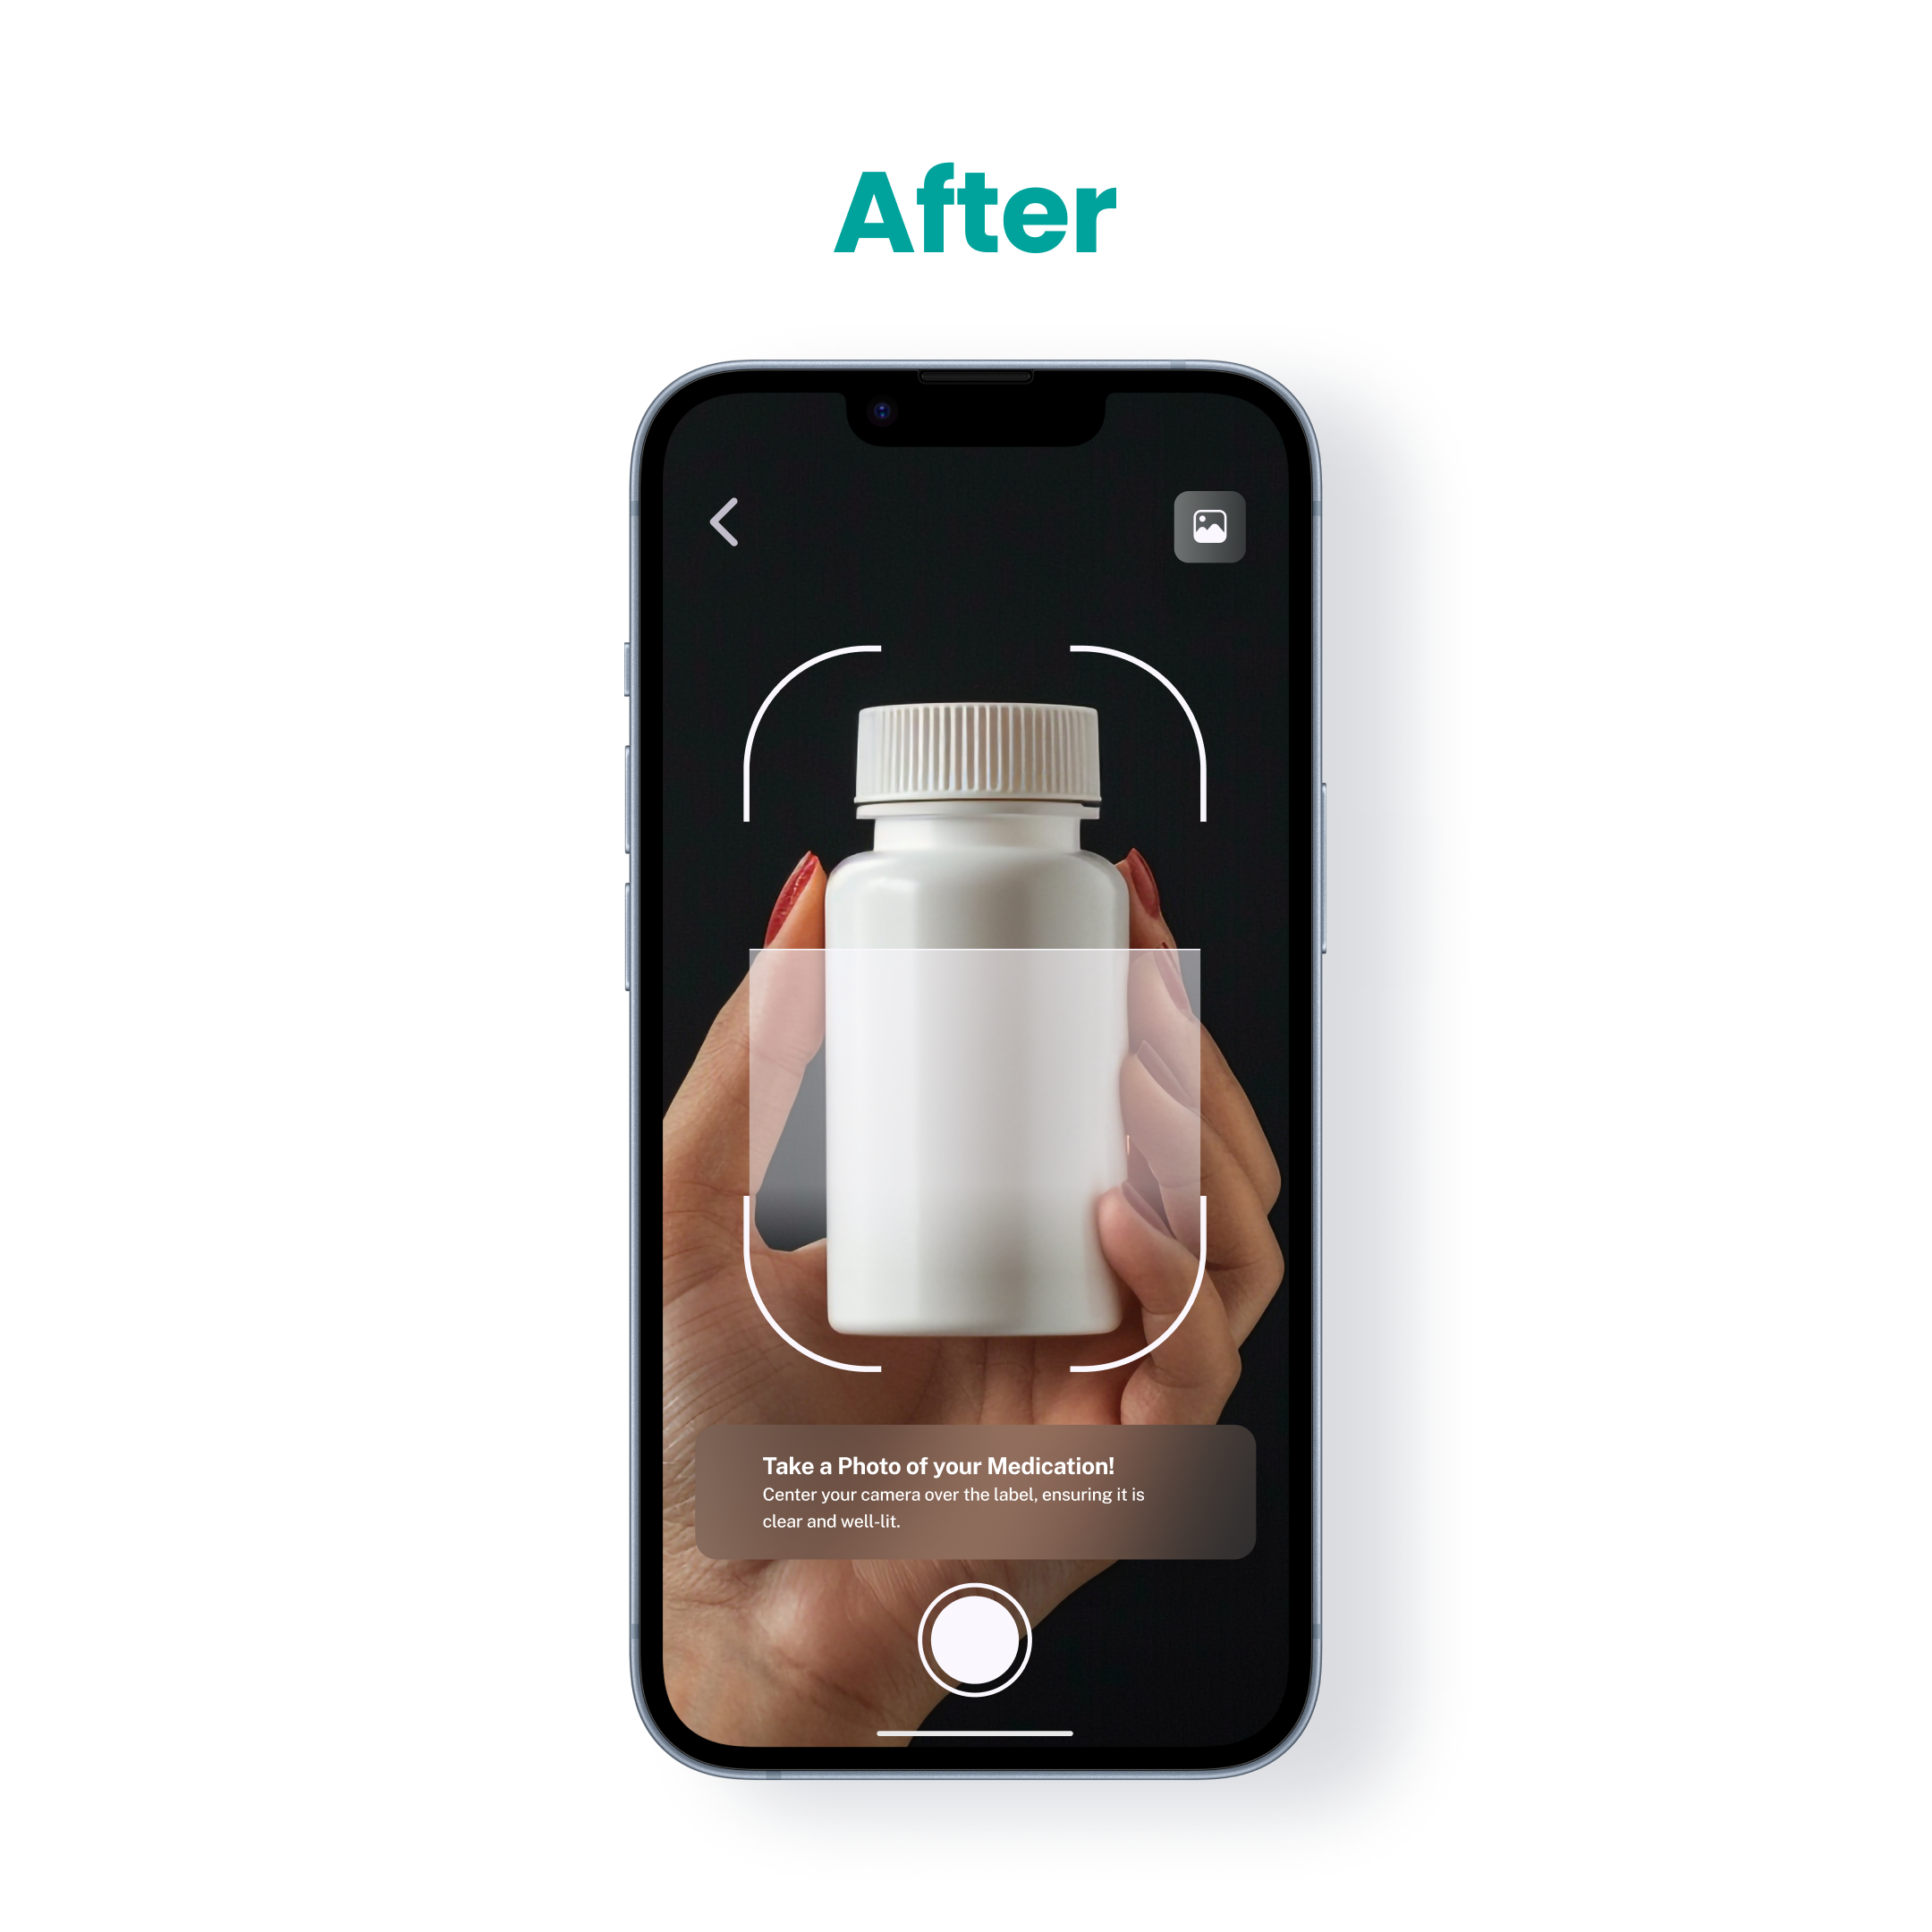 After
Take a Photo of your Medication!
Center your camera over the label, ensuring it is
clear and well-lit.